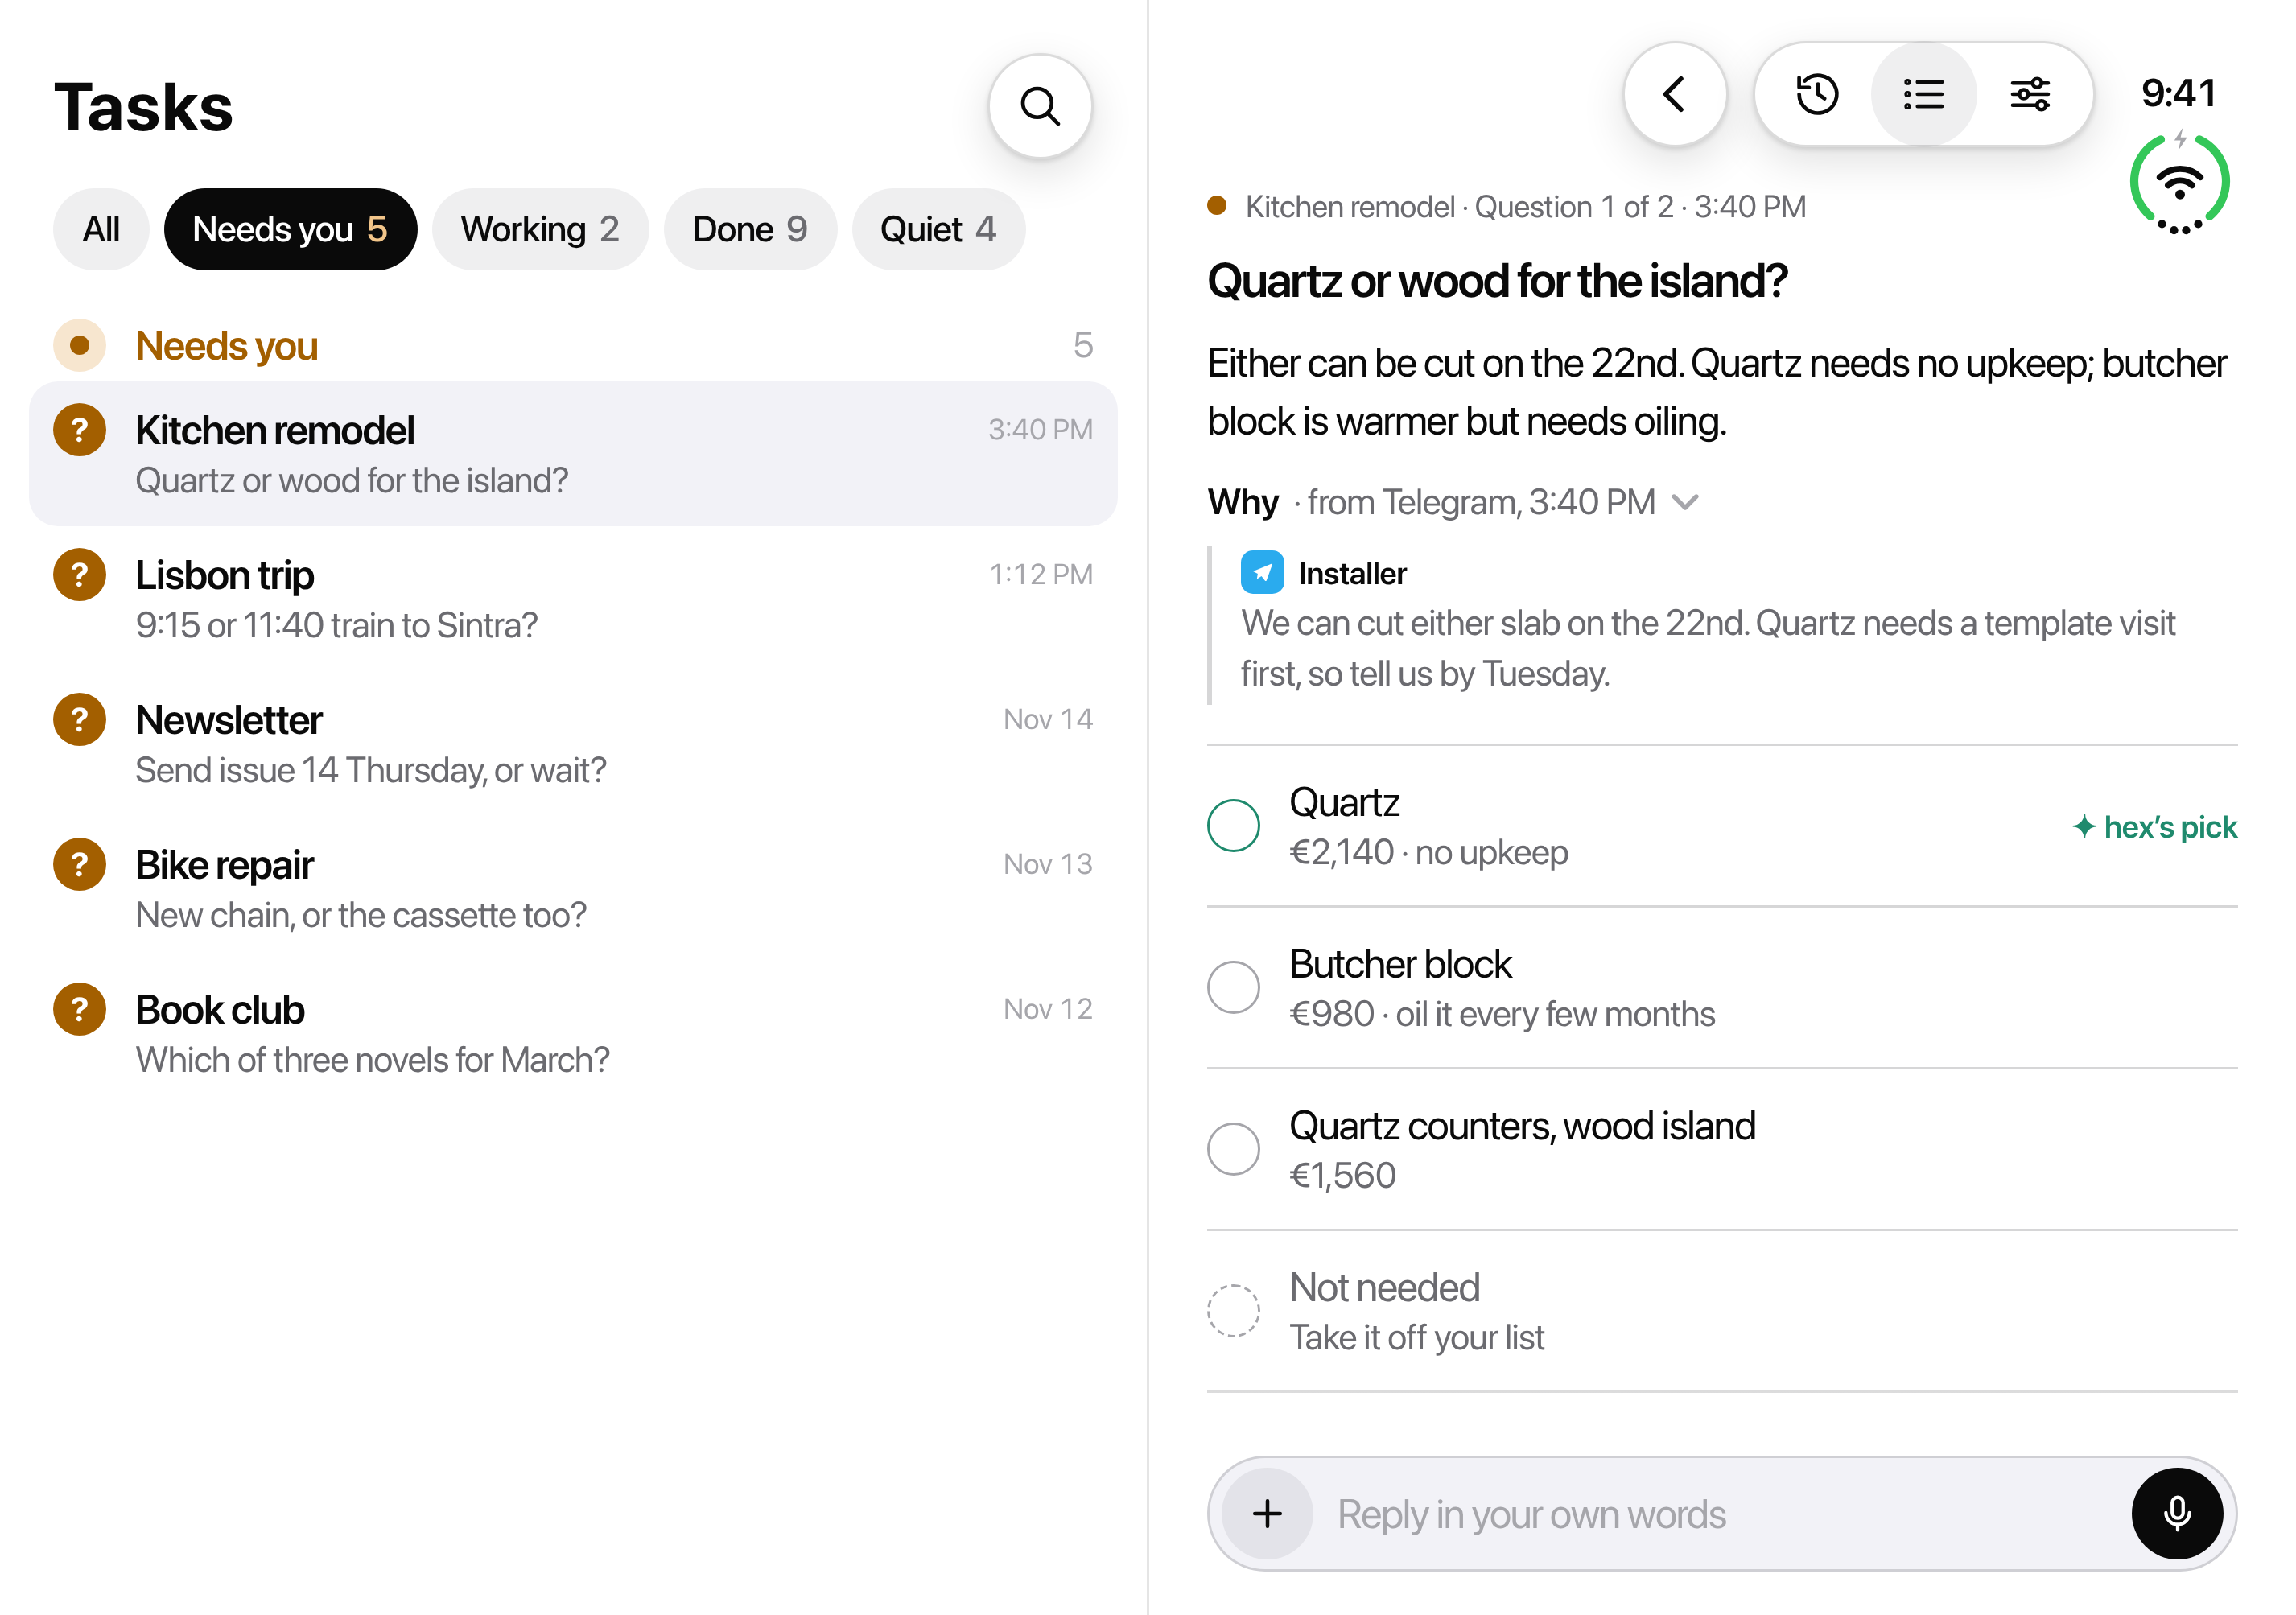 Tasks
All
Needs you 5
Working 2
Done 9
Quiet 4
Needs you
5
Kitchen remodel
3:40 PM
Quartz or wood for the island?
Lisbon trip
1:12 PM
9:15 or 11:40 train to Sintra?
Newsletter
Nov 14
Send issue 14 Thursday, or wait?
Bike repair
Nov 13
New chain, or the cassette too?
Book club
Nov 12
Which of three novels for March?
9:41
Kitchen remodel · Question 1 of 2 · 3:40 PM
Quartz or wood for the island?
Either can be cut on the 22nd. Quartz needs no upkeep; butcher
block is warmer but needs oiling.
Why · from Telegram, 3:40 PM
Installer
We can cut either slab on the 22nd. Quartz needs a template visit
first, so tell us by Tuesday.
Quartz
€2,140 · no upkeep
hex’s pick
Butcher block
€980 · oil it every few months
Quartz counters, wood island
€1,560
Not needed
Take it off your list
Reply in your own words